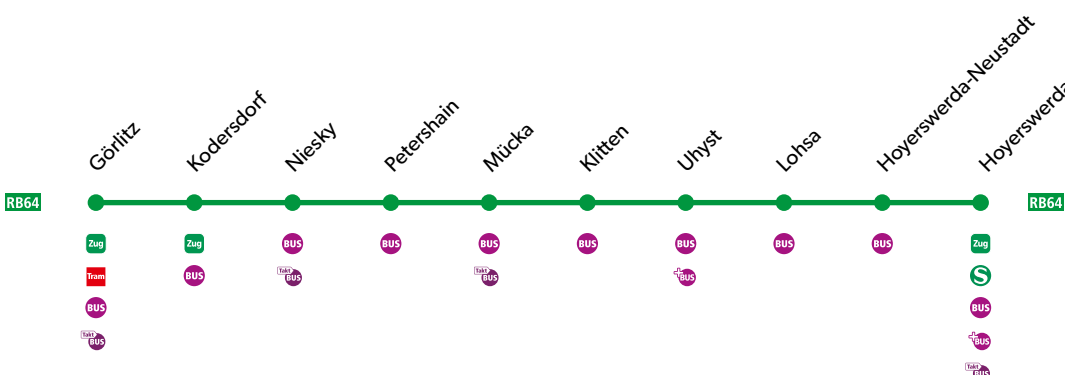 Görlitz
Kodersdorf
Niesky
Petershain
Mücka
Klitten
Uhyst
Lohsa
Hoyerswerda-Neustadt
Hoyerswerda
RB64
RB64
Zug
Zug
BUS
BUS
BUS
BUS
BUS
BUS
BUS
Zug
Tram
BUS
Takt BUS
Takt BUS
+BUS
S
BUS
BUS
Takt BUS
+BUS
Takt BUS